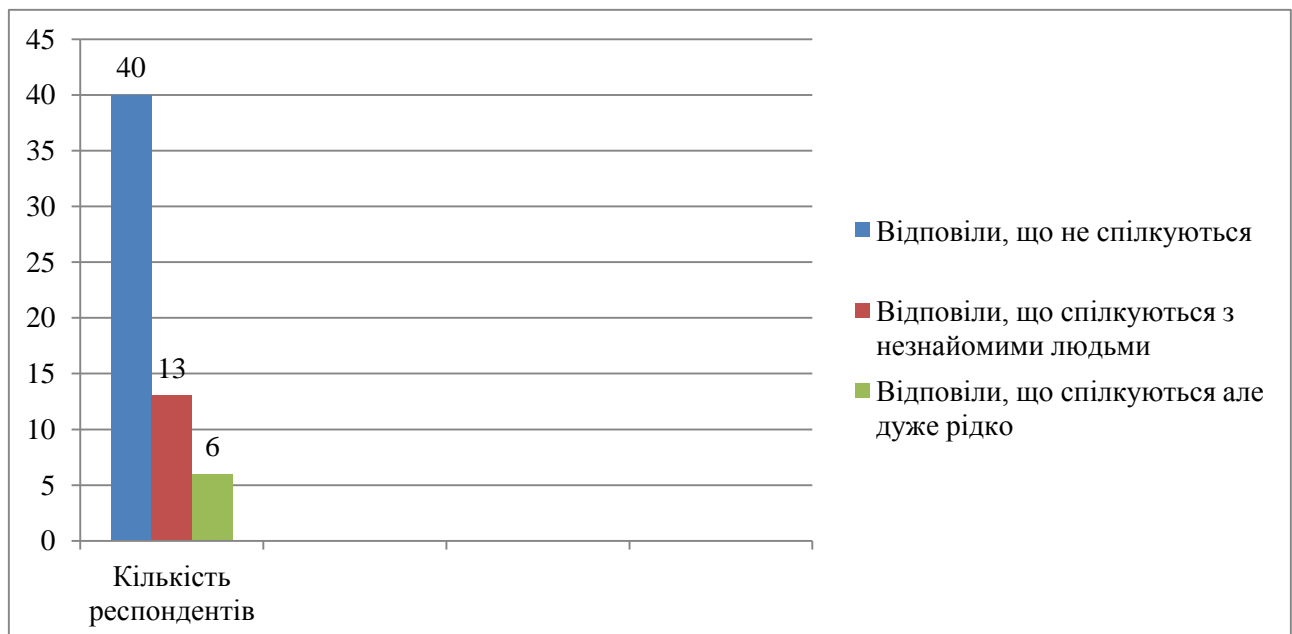 45
40
35
30
25
20
15
10
5
0
40
13
6
Кількість
респондентів
Відповіли, що не спілкуються
Відповіли, що спілкуються з
незнайомими людьми
Відповіли, що спілкуються але
дуже рідко